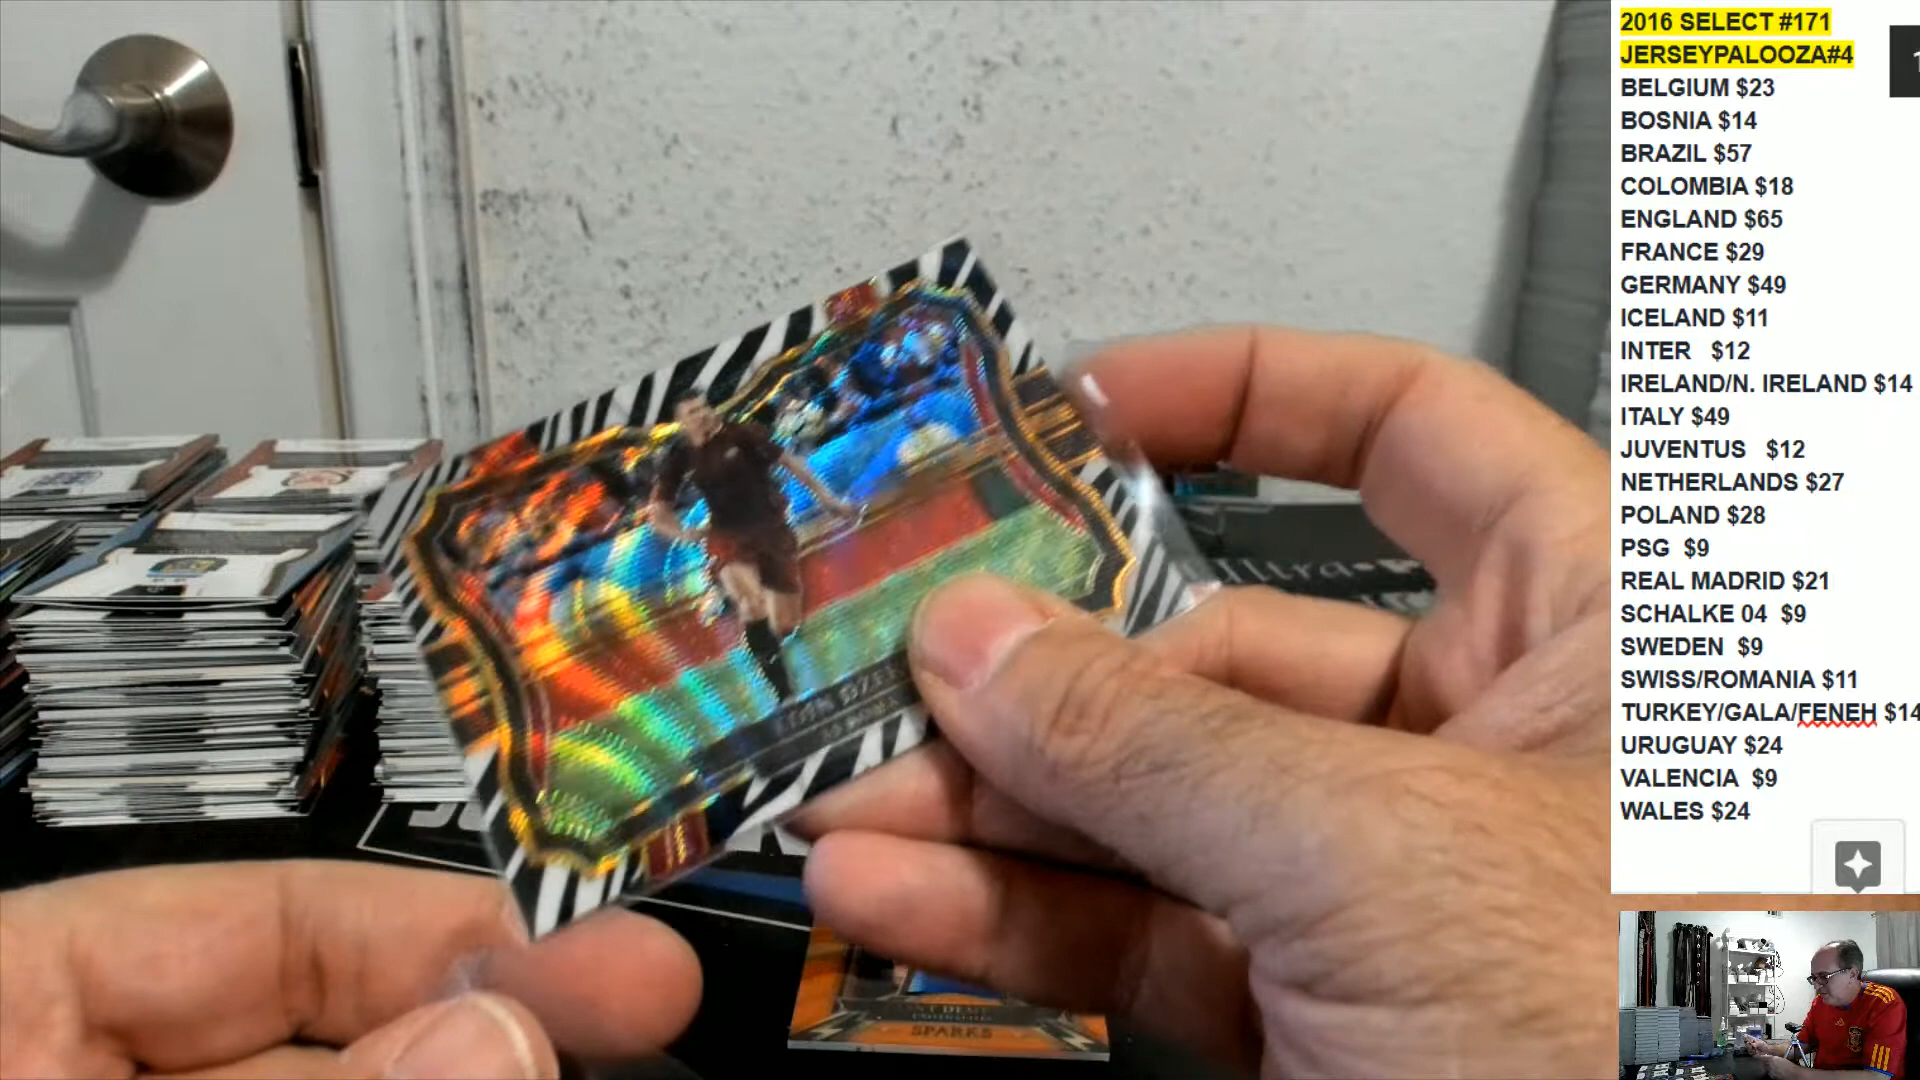 2016 SELECT #171
JERSEYPALOOZA#4
BELGIUM $23
BOSNIA $14
BRAZIL $57
COLOMBIA $18
ENGLAND $65
FRANCE $29
GERMANY $49
ICELAND $11
INTER $12
IRELAND/N. IRELAND $14
ITALY $49
JUVENTUS $12
NETHERLANDS $27
POLAND $28
PSG $9
REAL MADRID $21
SCHALKE 04 $9
SWEDEN $9
SWISS/ROMANIA $11
TURKEY/GALA/FENEH $14
URUGUAY $24
VALENCIA $9
WALES $24
SPARKS